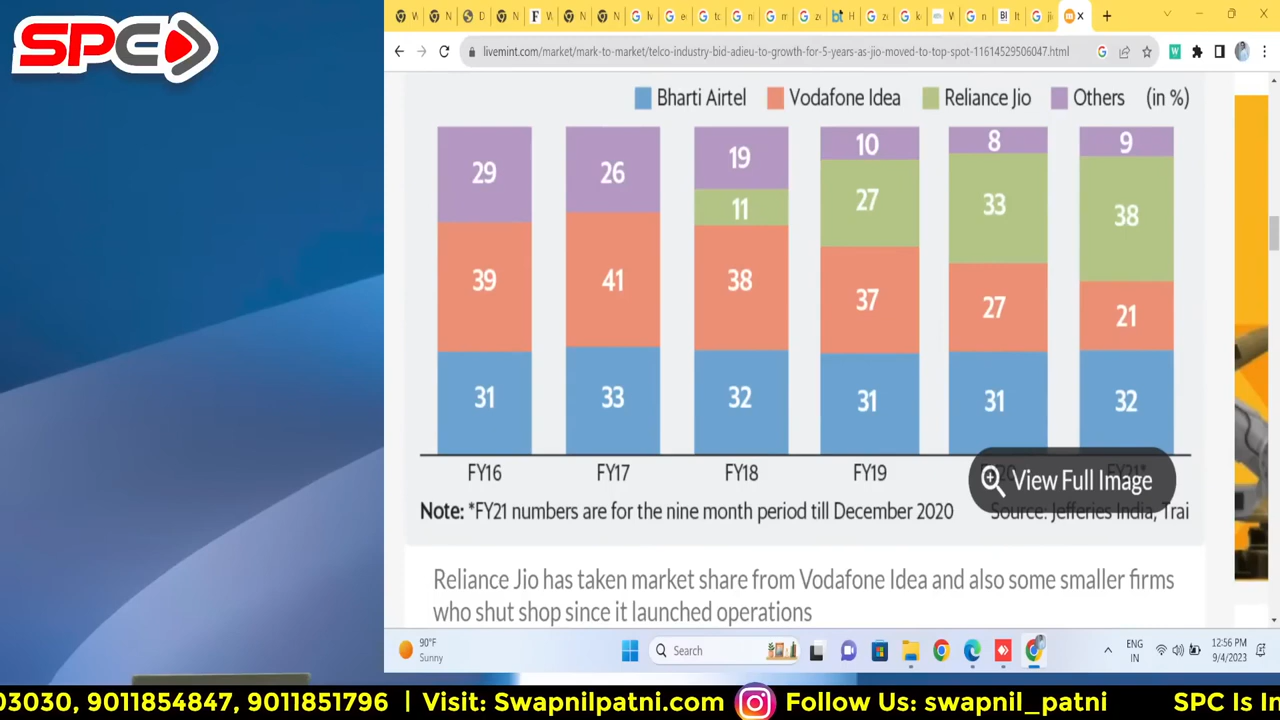 SPC
livemint.com/market/mark-to-market/telco-industry-bid-adieu-to-growth-for-5years-as-jio-moved-to-top-spot-11614529506047.html
Bharti Airtel Vodafone Idea Reliance Jio Others (in %)
29 26 19 10 8 9
11 27 33 38
39 41 38 37 27 21
31 33 32 31 31 32
FY16 FY17 FY18 FY19 FY20 FY21*
View Full Image
Note: *FY21 numbers are for the nine month period till December 2020 Source: Jefferies India, Trai
Reliance Jio has taken market share from Vodafone Idea and also some smaller firms
who shut shop since it launched operations
90°F
Sunny
Search
ENG
IN
12:56 PM
9/4/2023
03030, 9011854847, 9011851796 | Visit: Swapnilpatni.com Follow Us: swapnil_patni SPC Is In